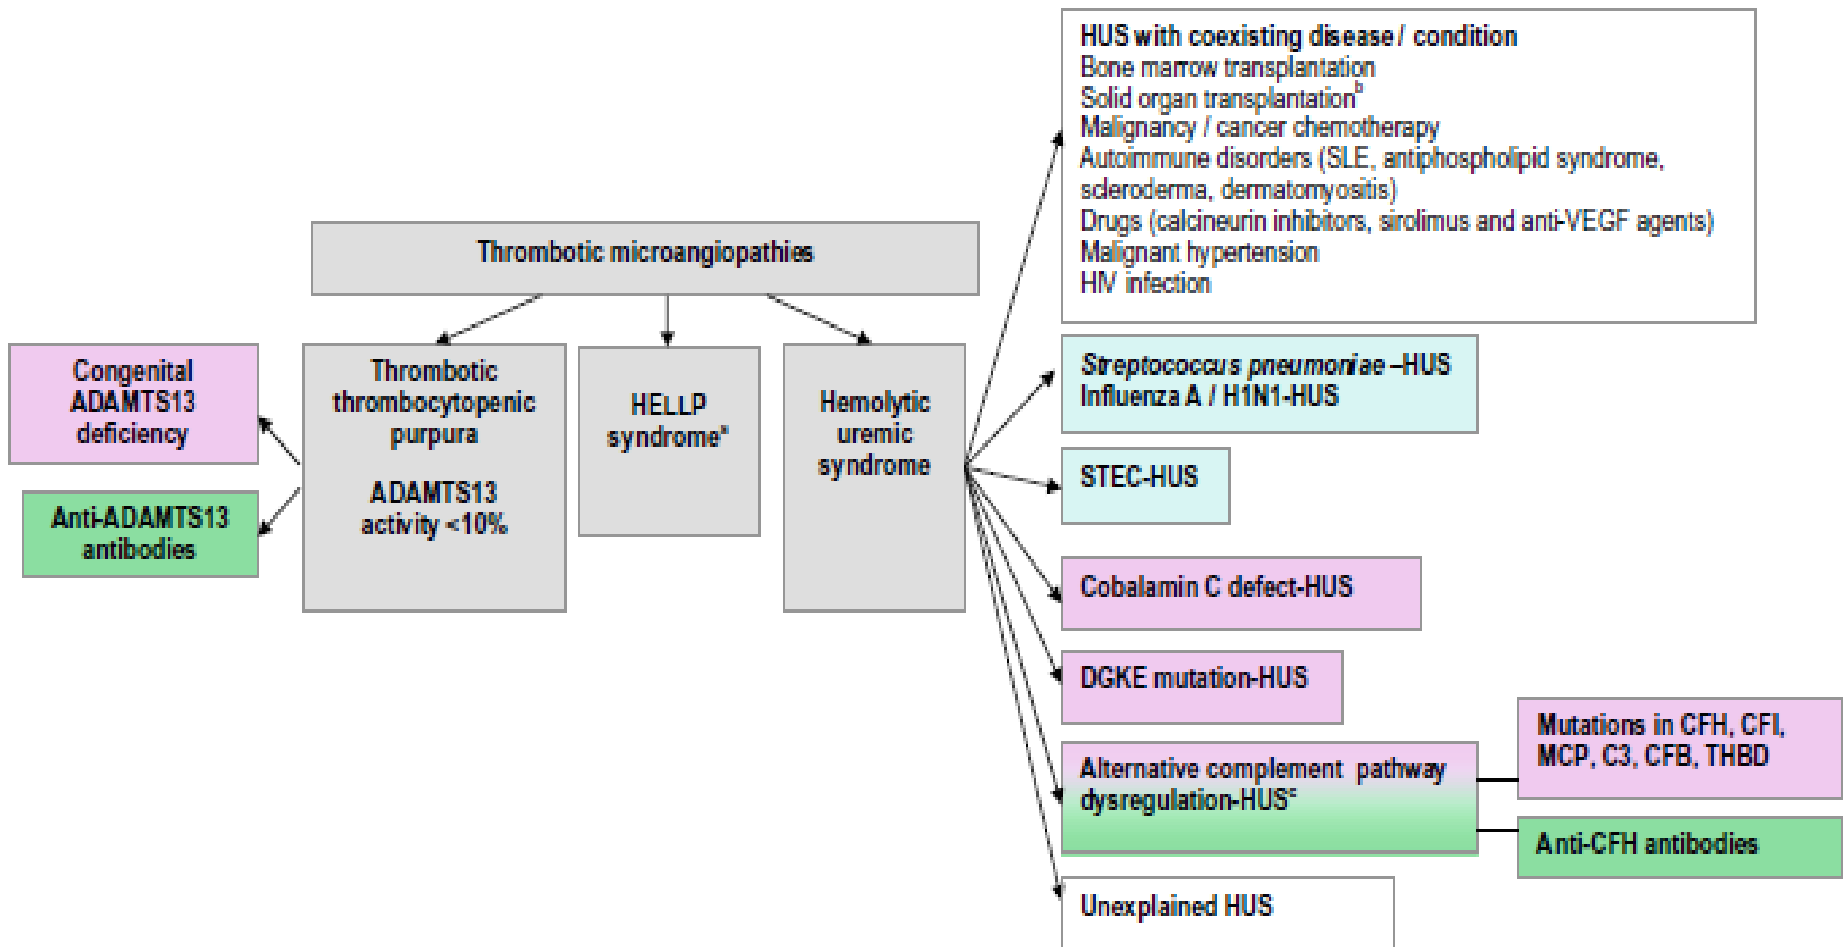 HUS with coexisting disease / condition
Bone marrow transplantation
Solid organ transplantationᵇ
Malignancy / cancer chemotherapy
Autoimmune disorders (SLE, antiphospholipid syndrome,
scleroderma, dermatomyositis)
Drugs (calcineurin inhibitors, sirolimus and anti-VEGF agents)
Malignant hypertension
HIV infection
Thrombotic microangiopathies
Congenital
ADAMTS13
deficiency
Anti-ADAMTS13
antibodies
Thrombotic
thrombocytopenic
purpura
ADAMTS13
activity <10%
HELLP
syndromeᵃ
Hemolytic
uremic
syndrome
Streptococcus pneumoniae –HUS
Influenza A / H1N1-HUS
STEC-HUS
Cobalamin C defect-HUS
DGKE mutation-HUS
Alternative complement pathway
dysregulation-HUSᶜ
Mutations in CFH, CFI,
MCP, C3, CFB, THBD
Anti-CFH antibodies
Unexplained HUS